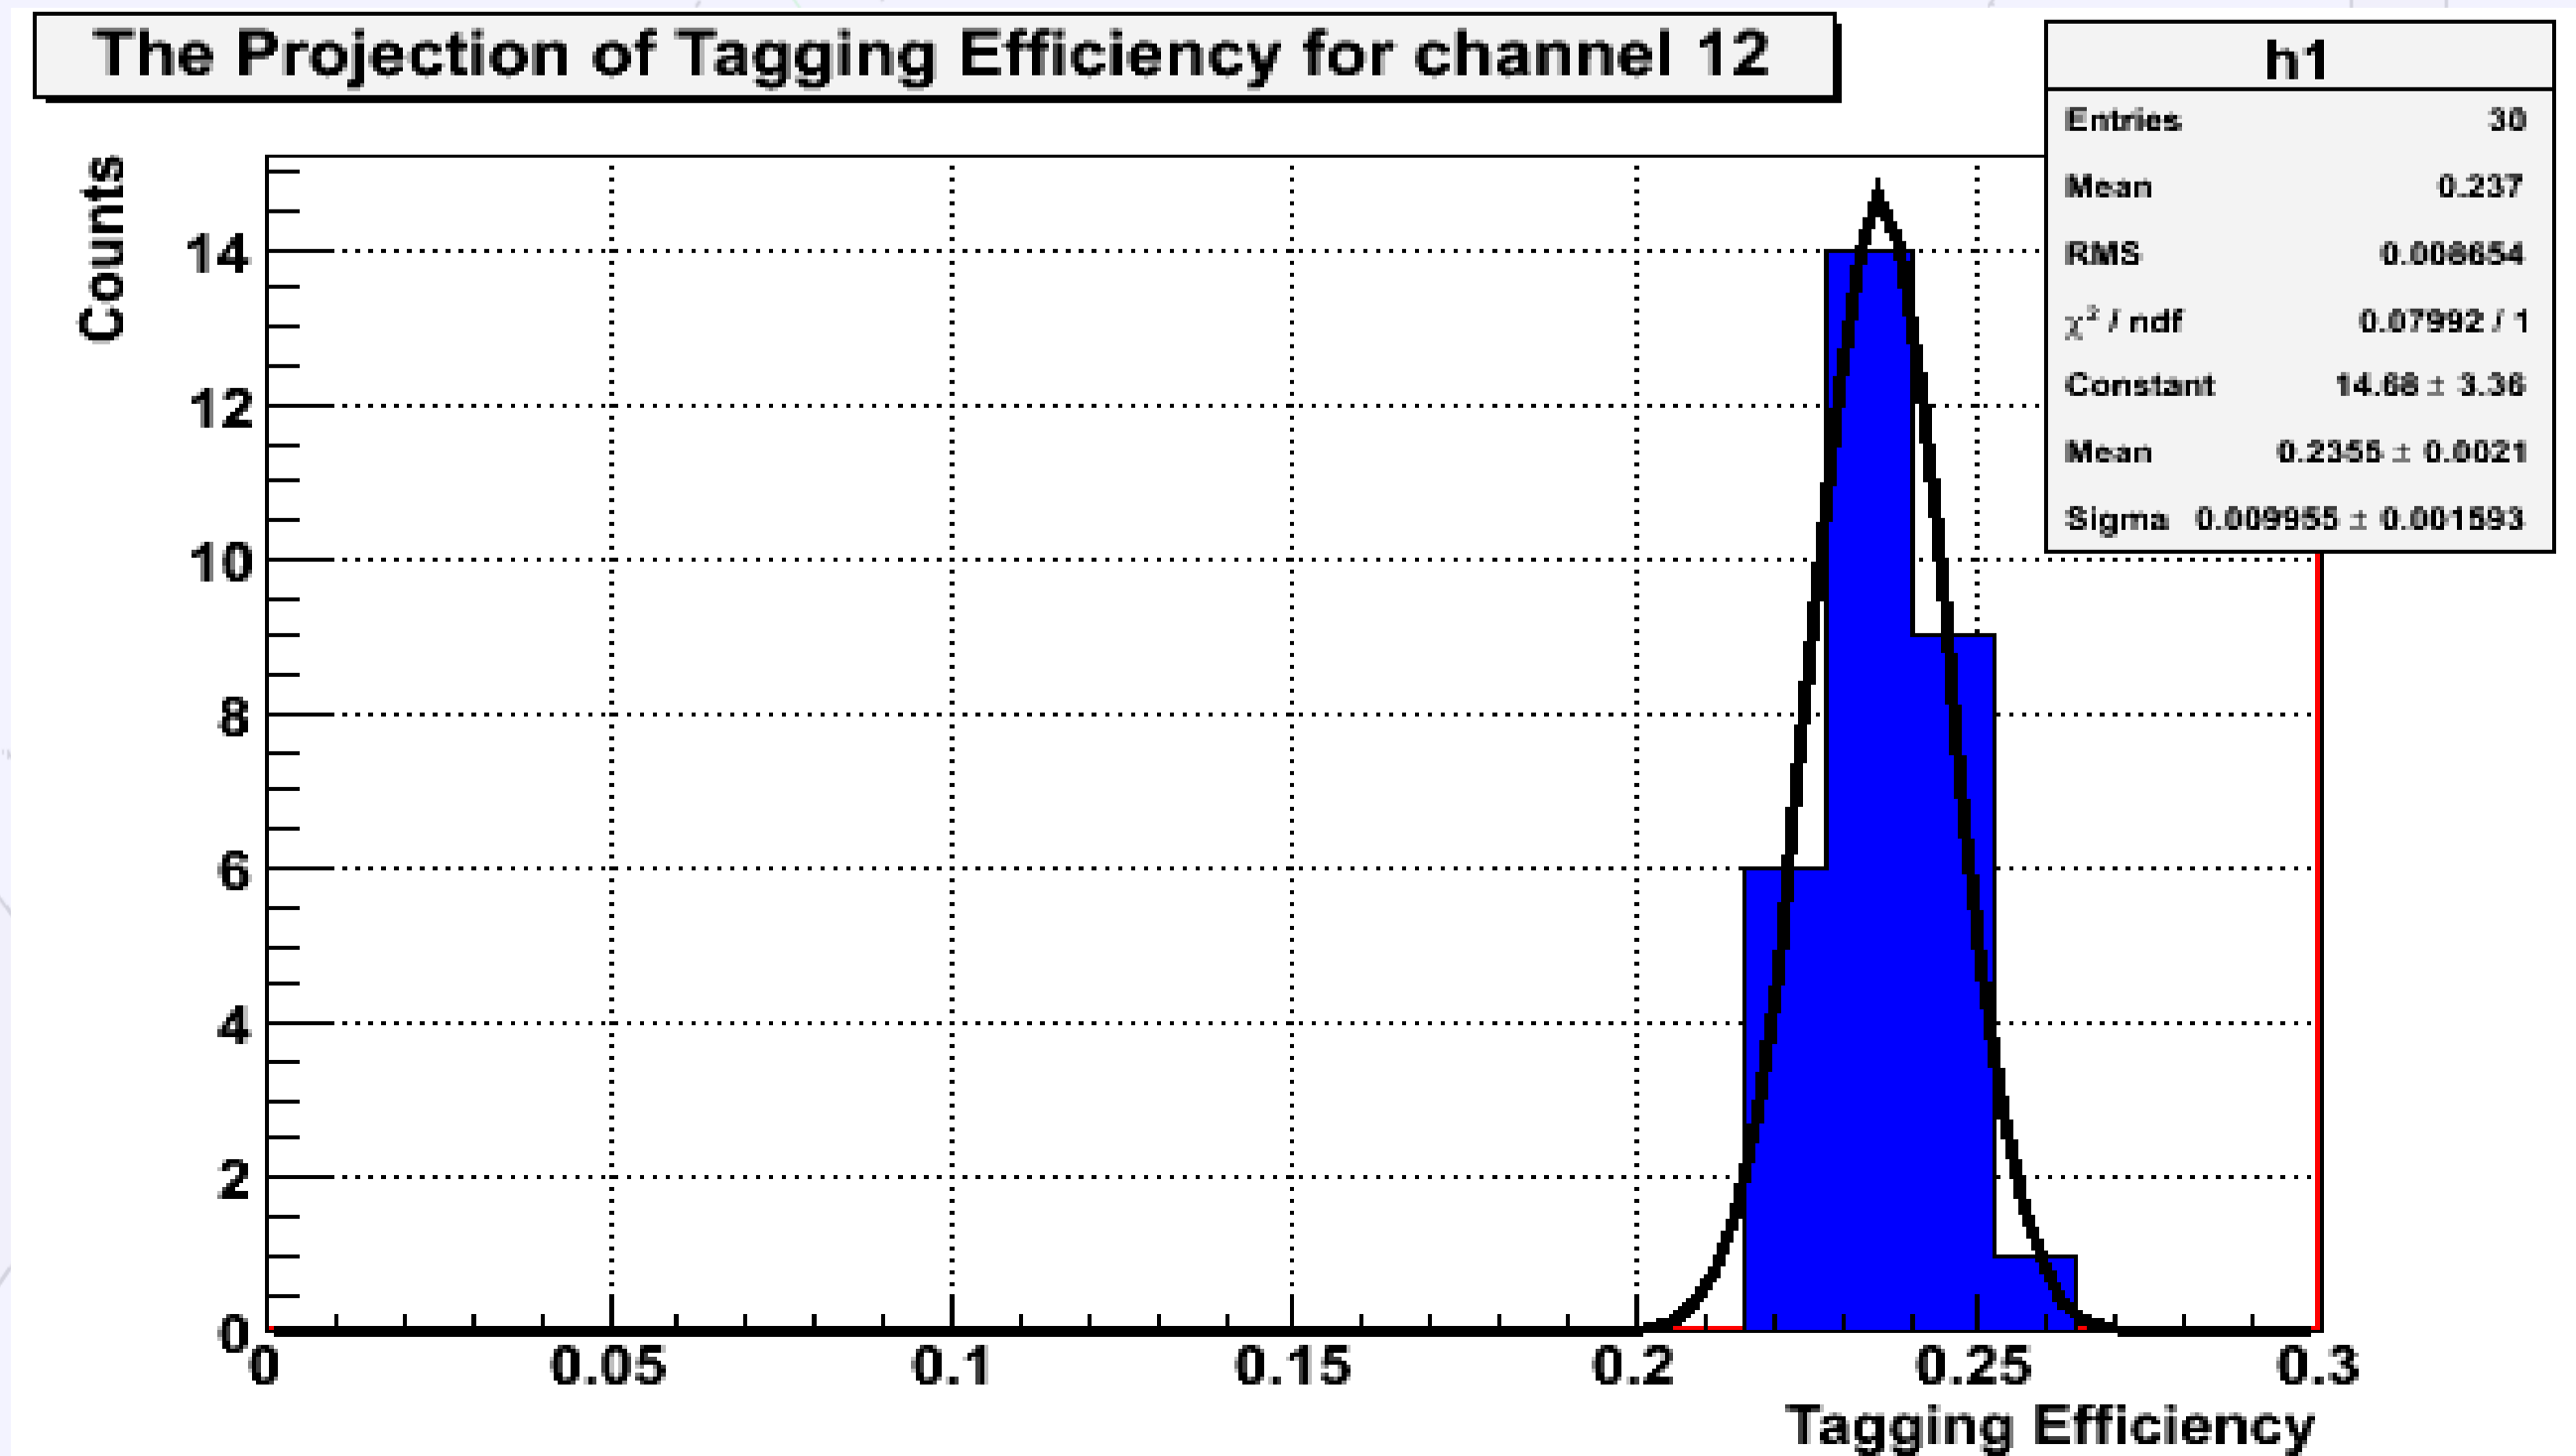 The Projection of Tagging Efficiency for channel 12
h1
Entries 30
Mean 0.237
RMS 0.008654
χ² / ndf 0.07992 / 1
Constant 14.68 ± 3.36
Mean 0.2355 ± 0.0021
Sigma 0.009955 ± 0.001593
Counts
14
12
10
8
6
4
2
0
0 0.05 0.1 0.15 0.2 0.25 0.3
Tagging Efficiency